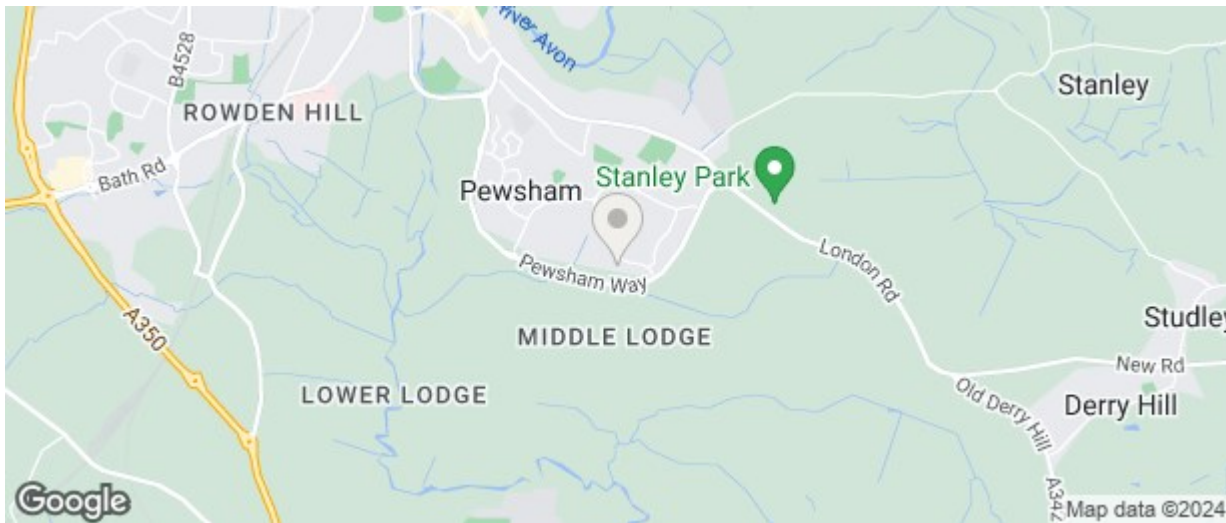 River Avon
B4528
ROWDEN HILL
Stanley
Bath Rd
Pewsham
Stanley Park
Pewsham Way
London Rd
A350
MIDDLE LODGE
Studley
New Rd
LOWER LODGE
Old Derry Hill
Derry Hill
A342
Google
Map data ©2024